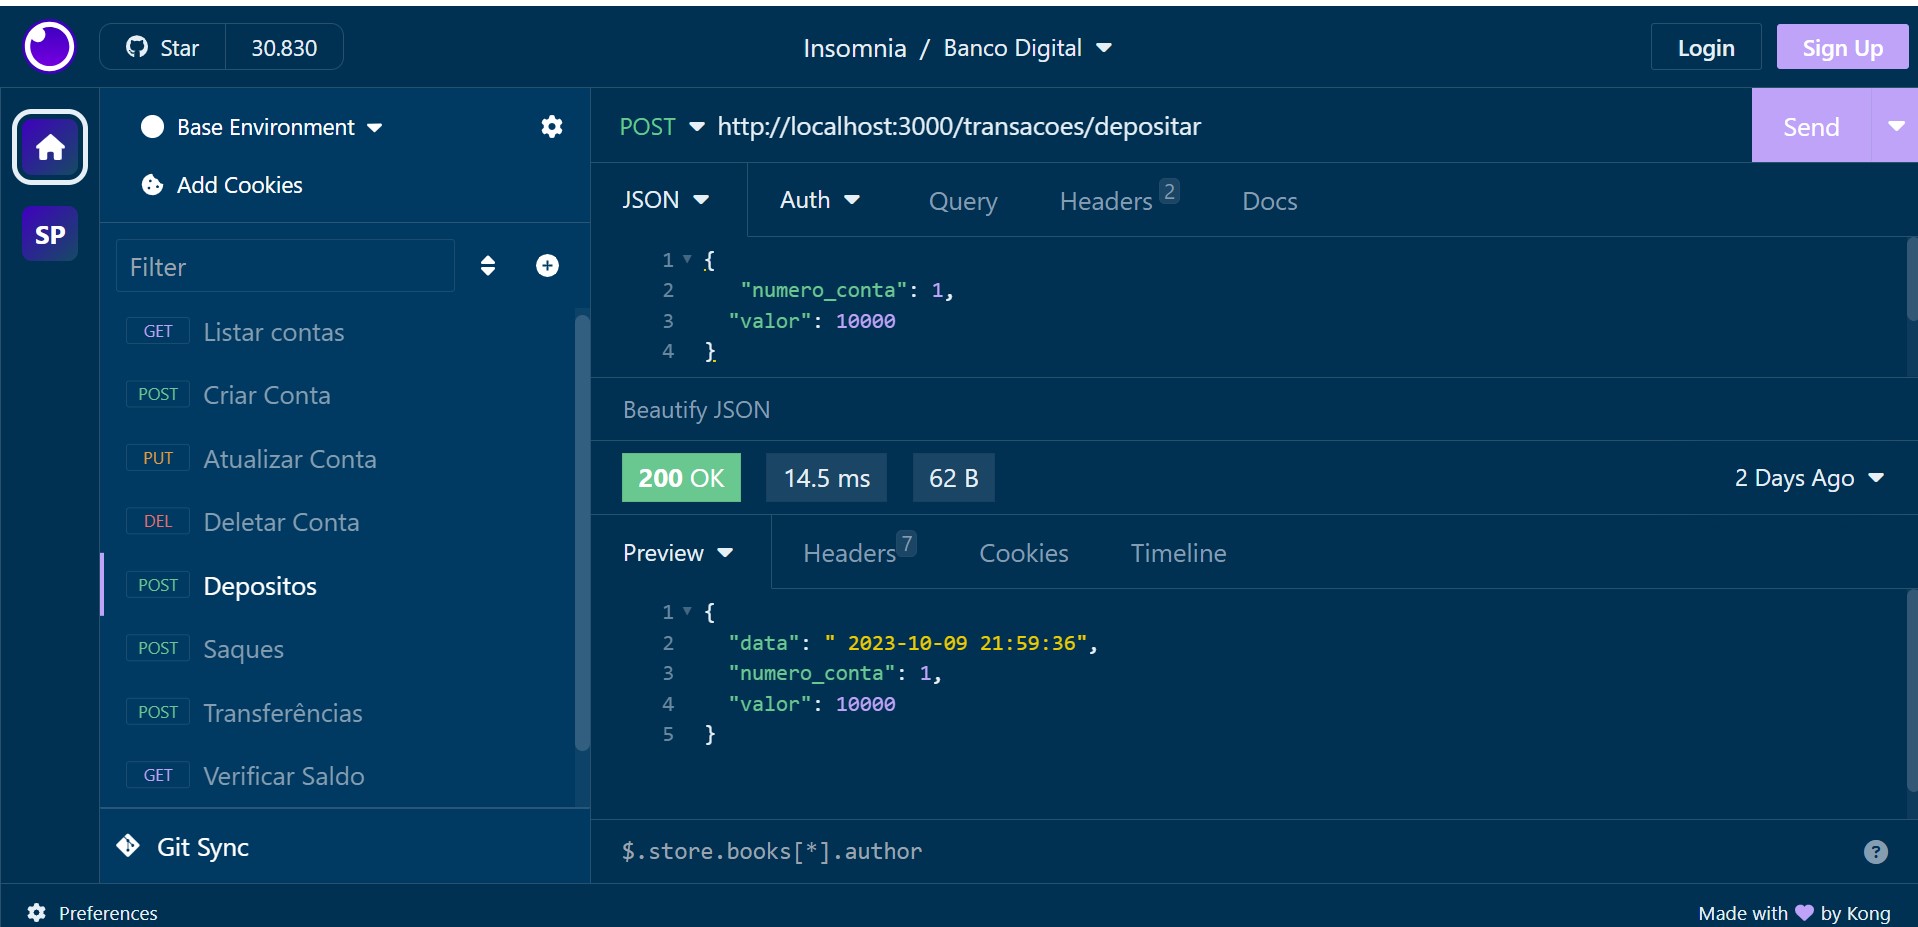 Star 30.830
Insomnia / Banco Digital
Login Sign Up
Base Environment
Add Cookies
SP
Filter
GET Listar contas
POST Criar Conta
PUT Atualizar Conta
DEL Deletar Conta
POST Depositos
POST Saques
POST Transferências
GET Verificar Saldo
Git Sync
POST http://localhost:3000/transacoes/depositar
Send
JSON Auth Query Headers 2 Docs
1 {
2 "numero_conta": 1,
3 "valor": 10000
4 }
Beautify JSON
200 OK 14.5 ms 62 B 2 Days Ago
Preview Headers 7 Cookies Timeline
1 {
2 "data": " 2023-10-09 21:59:36",
3 "numero_conta": 1,
4 "valor": 10000
5 }
$.store.books[*].author ?
Preferences
Made with 💜 by Kong